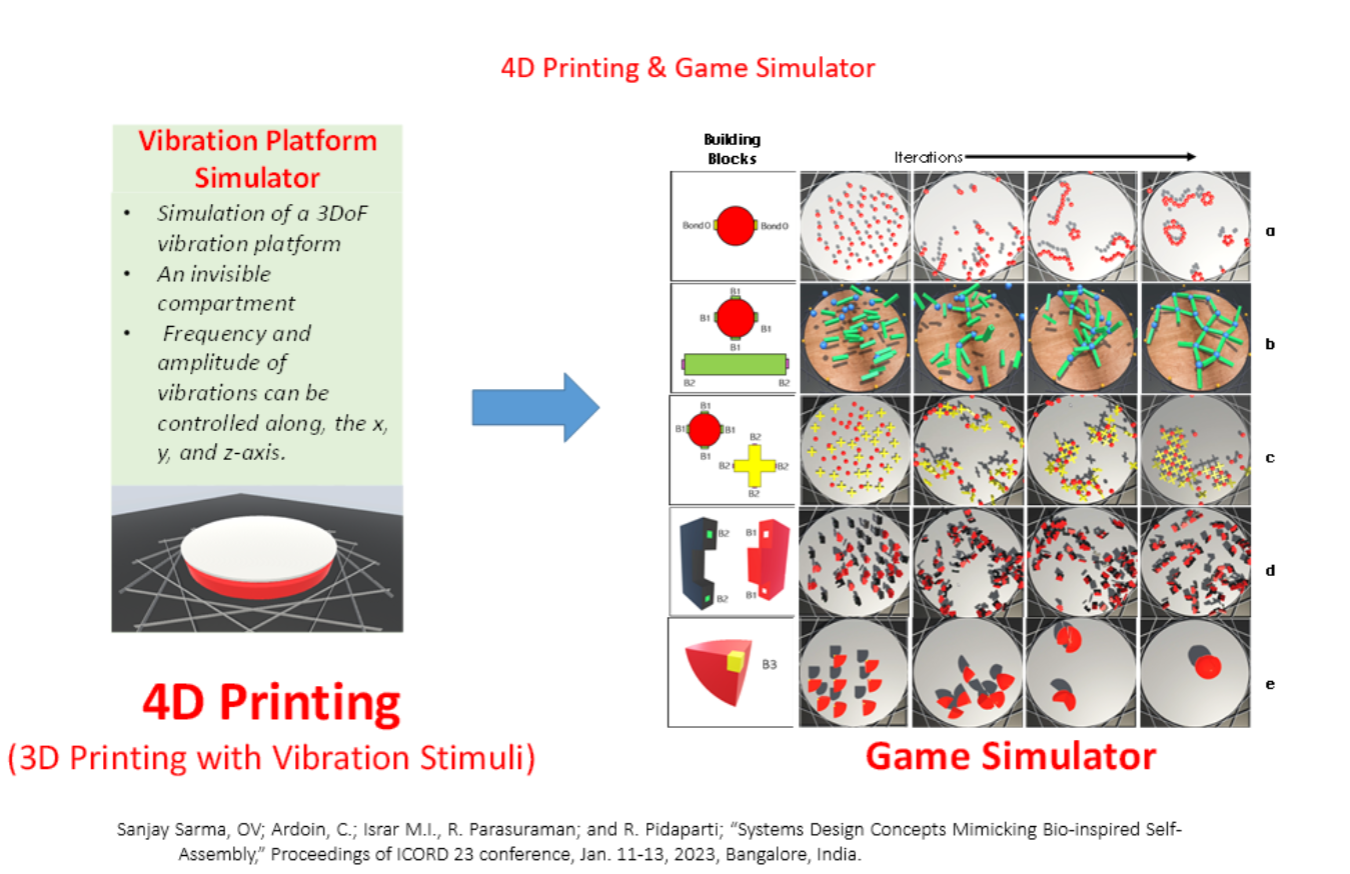 4D Printing & Game Simulator
Vibration Platform
Simulator
• Simulation of a 3DoF
vibration platform
• An invisible
compartment
• Frequency and
amplitude of
vibrations can be
controlled along, the x,
y, and z-axis.
4D Printing
(3D Printing with Vibration Stimuli)
Building
Blocks
Iterations
Bond0 Bond0
a
B1
B1 B1
B1
B2 B2
b
B1
B1 B1
B1
B2
B2 B2
B2
c
B2 B1
B2 B1
d
B3
e
Game Simulator
Sanjay Sarma, OV; Ardoin, C.; Israr M.I., R. Parasuraman; and R. Pidaparti; “Systems Design Concepts Mimicking Bio-inspired Self-
Assembly,” Proceedings of ICORD 23 conference, Jan. 11-13, 2023, Bangalore, India.